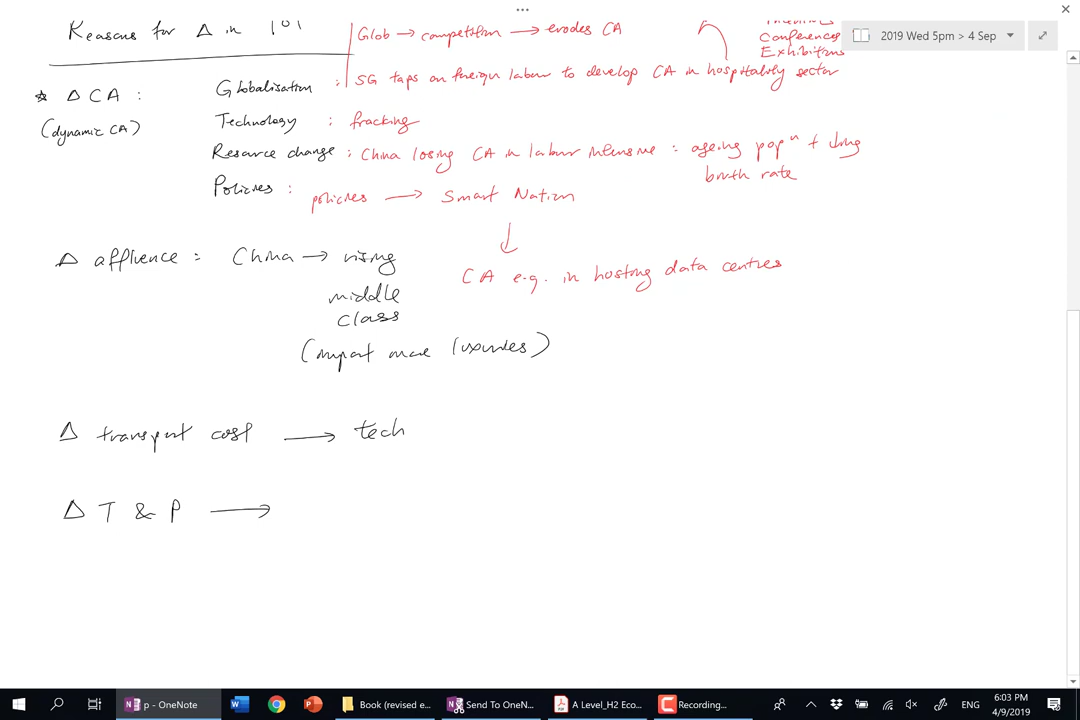 Reasons for Δ in
Glob → competition → erodes CA
Conferences
Exhibitions
2019 Wed 5pm > 4 Sep
Globalisation :
SG taps on foreign labour to develop CA in hospitality sector
* Δ CA :
(dynamic CA)
Technology : fracking
Resource change : China losing CA in labour intensive : ageing popⁿ +
birth rate
Policies : policies → Smart Nation
Δ affluence : China → rising
middle
class
(import more luxuries)
CA e.g. in hosting data centres
Δ transport cost → tech
Δ T & P →
p - OneNote
Book (revised e...
Send To OneN...
A Level_H2 Eco...
Recording...
ENG
6:03 PM
4/9/2019